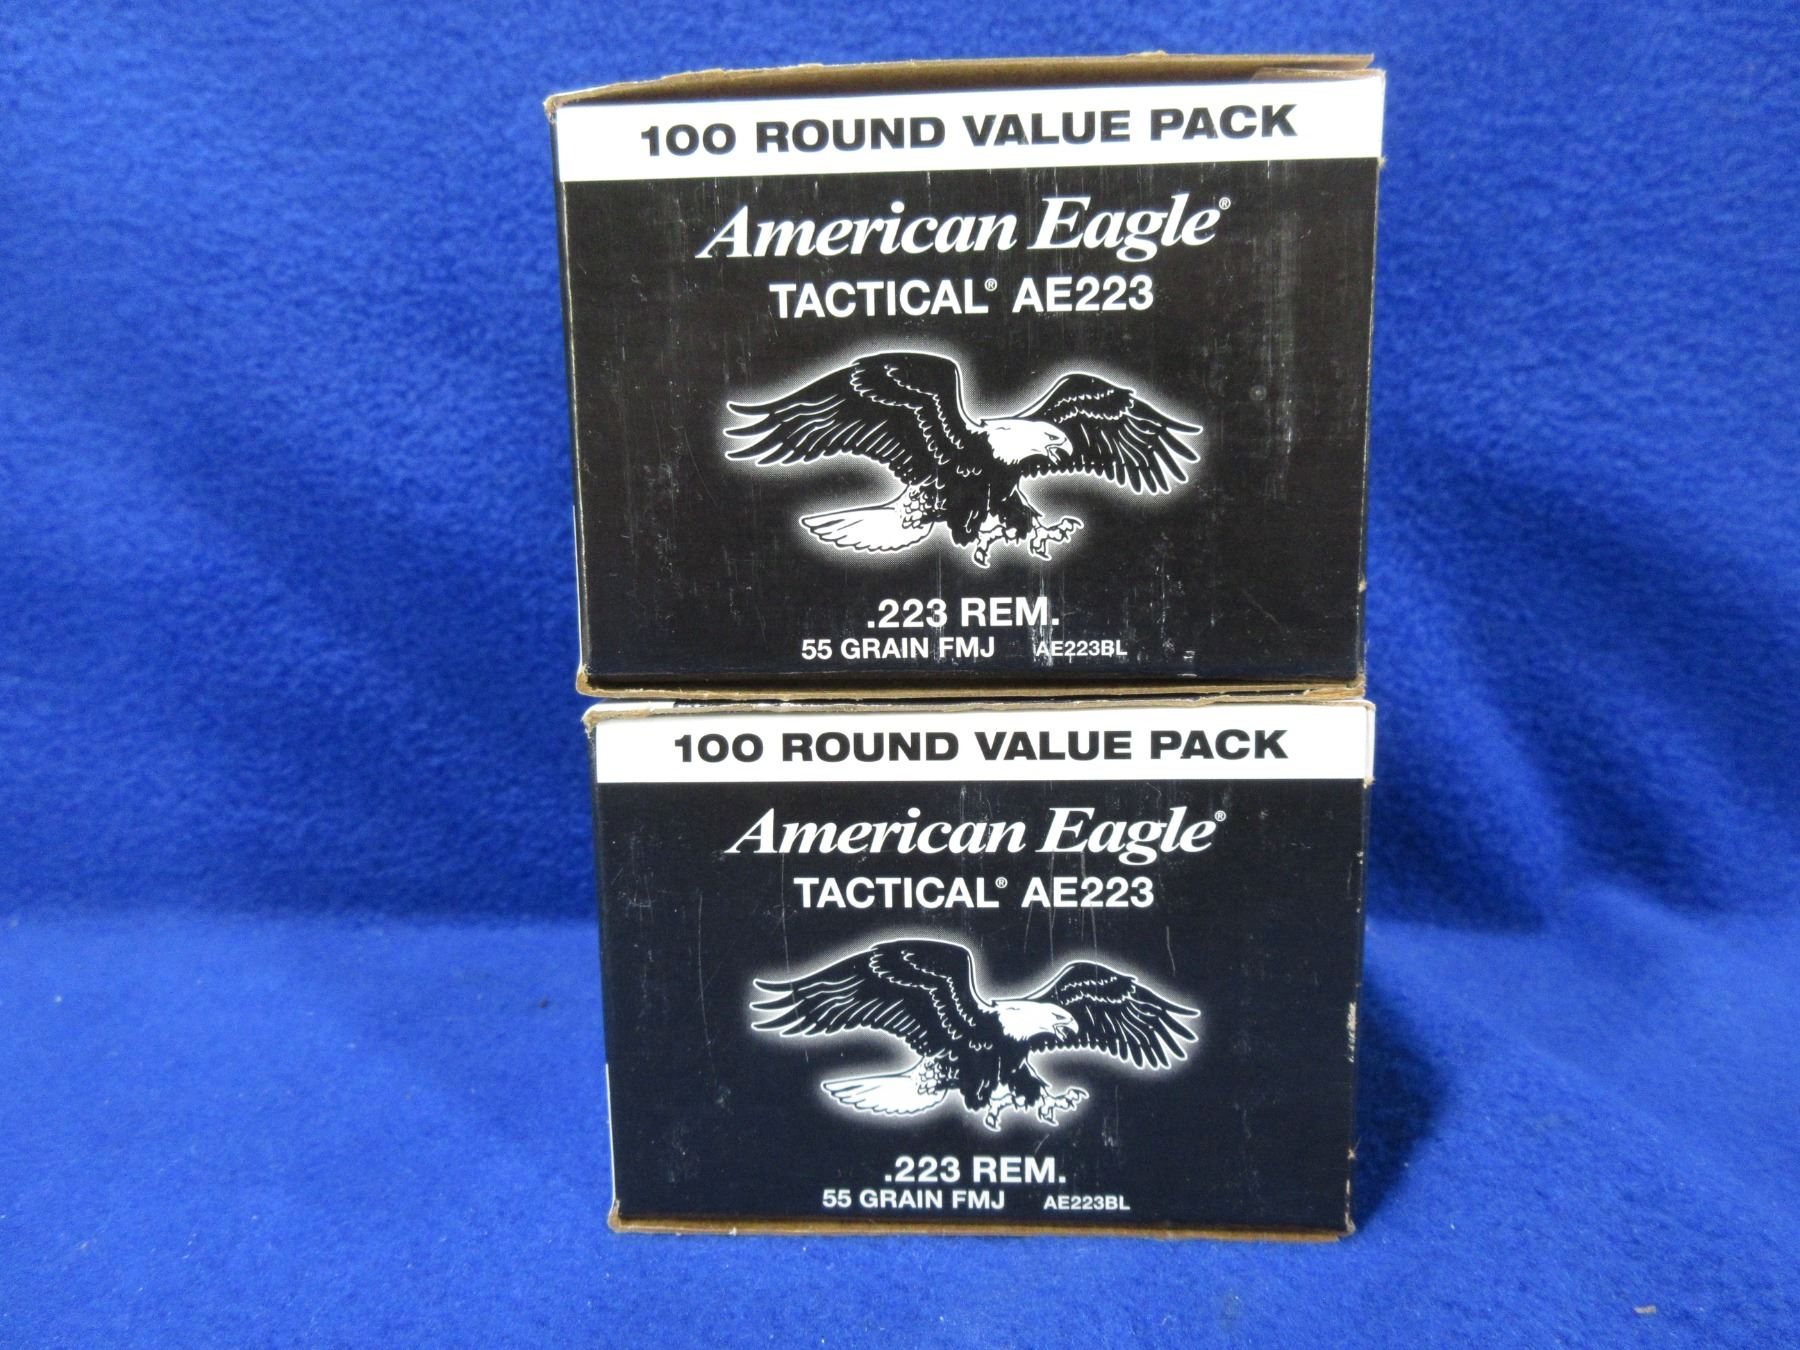 100 ROUND VALUE PACK
American Eagle®
TACTICAL® AE223
.223 REM.
55 GRAIN FMJ AE223BL
100 ROUND VALUE PACK
American Eagle®
TACTICAL® AE223
.223 REM.
55 GRAIN FMJ AE223BL